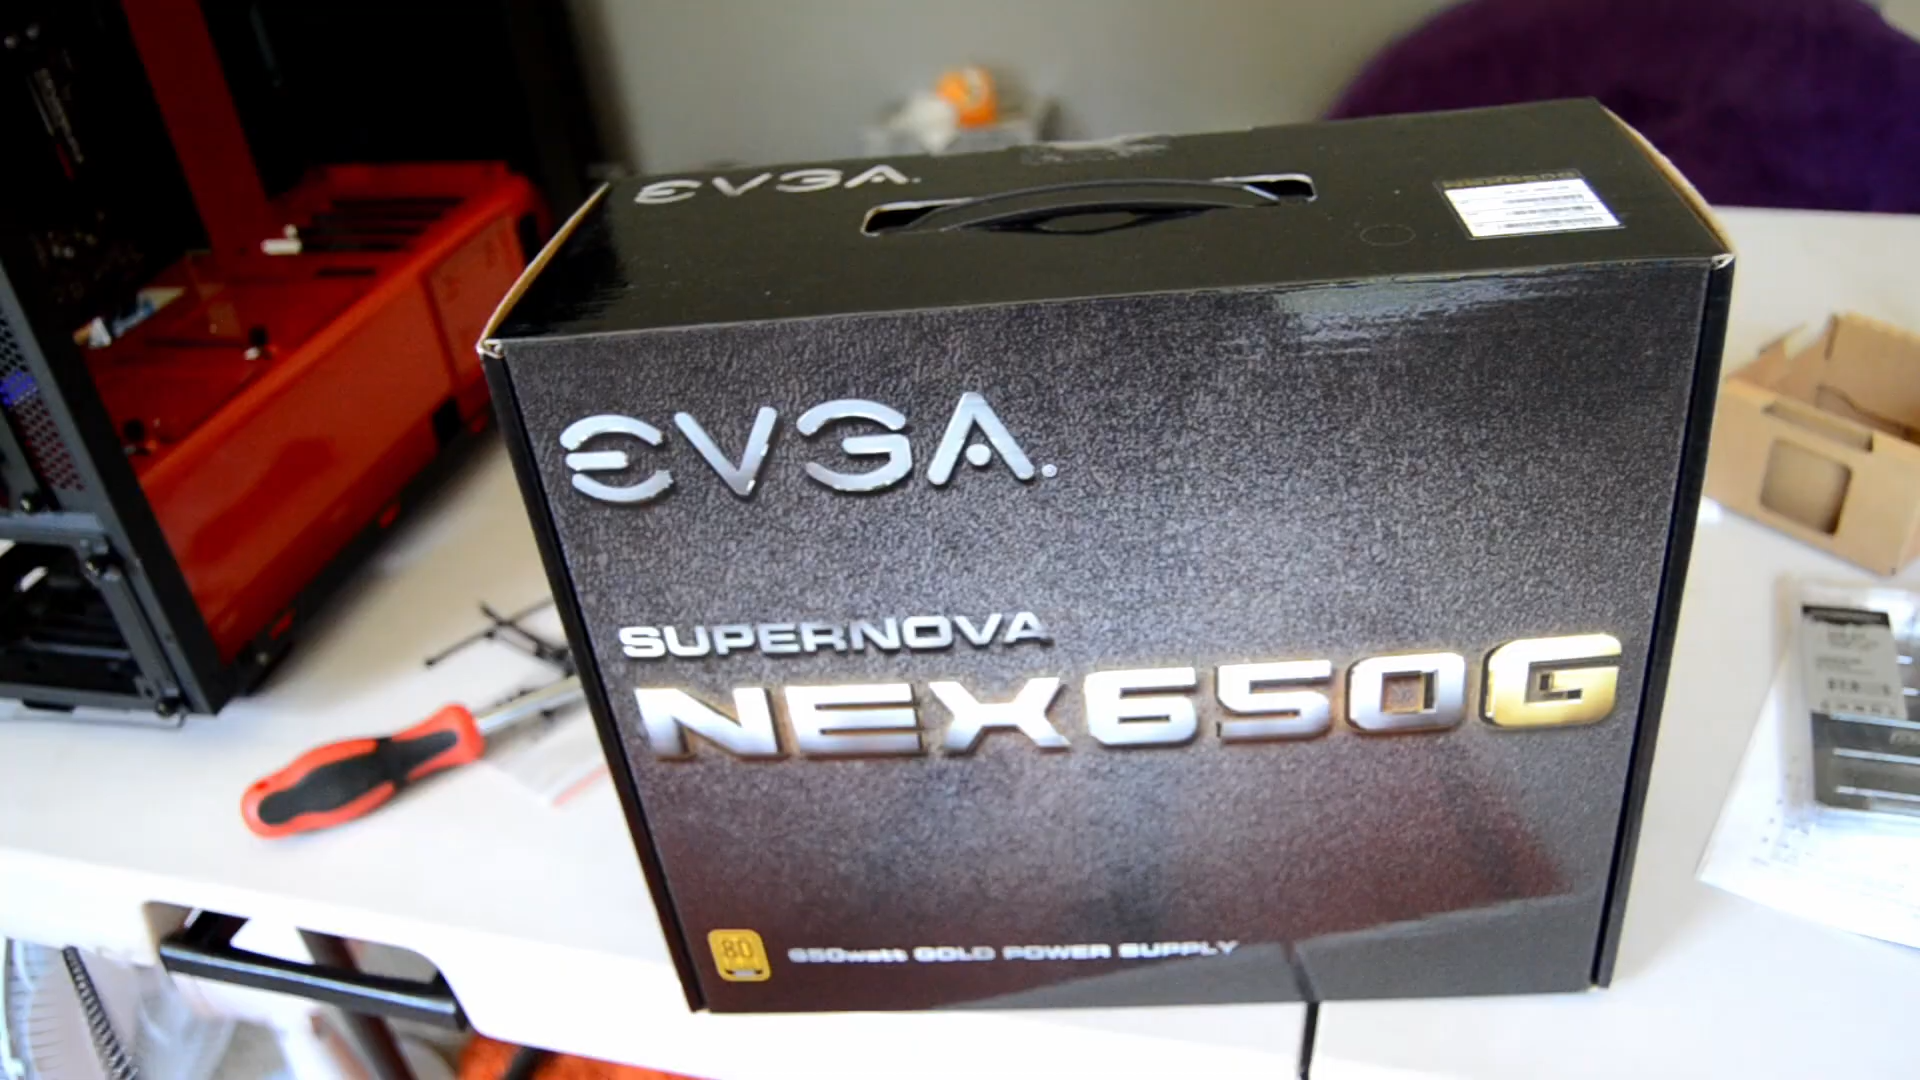 EVGA.
EVGA.
SUPERNOVA
NEX650G
80
650watt GOLD POWER SUPPLY